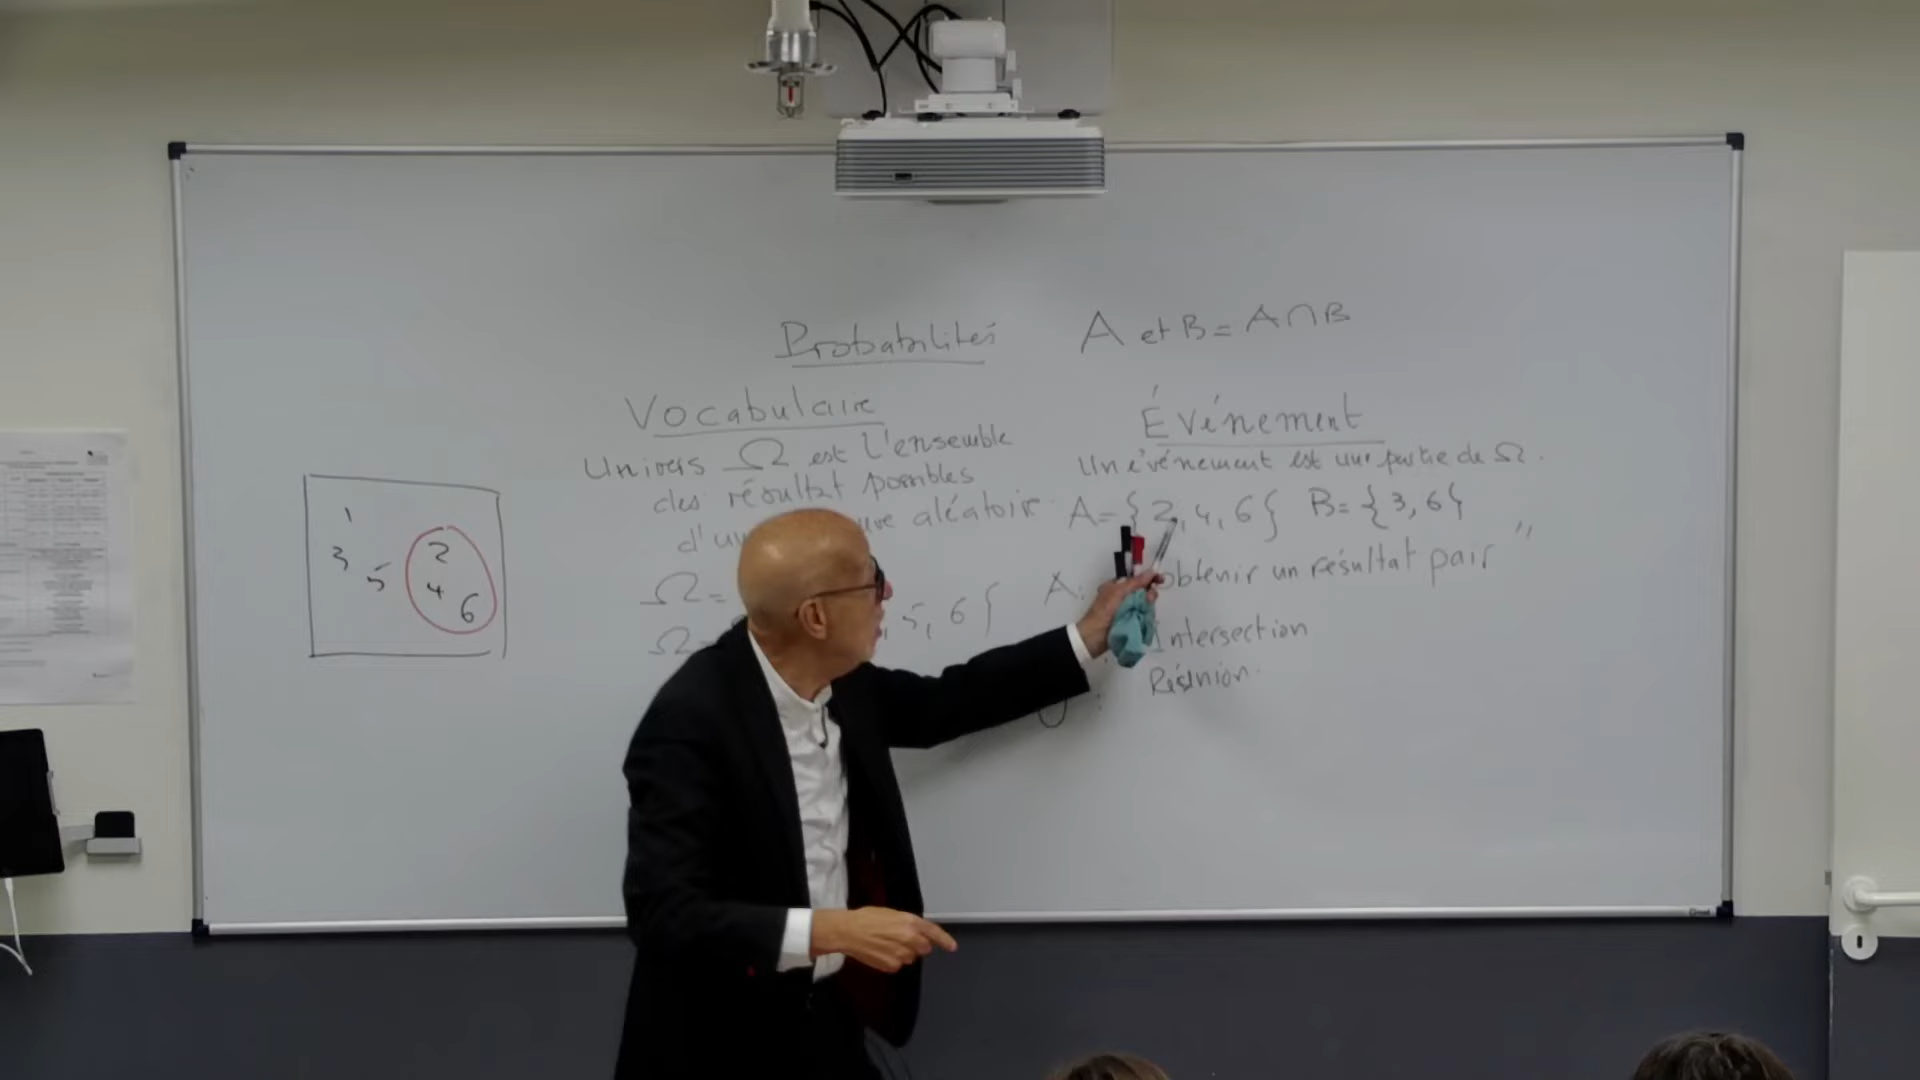 Probabilités
A et B = A ∩ B
Vocabulaire
Univers Ω est l'ensemble
des résultat possibles
aléatoire.
Ω =
Ω
, 5, 6 }
Événement
Un événement est une partie de Ω.
A = { 2, 4, 6 } B = { 3, 6 }
A: obtenir un résultat pair "
Intersection
: Réunion.
1
3 5 2
4
6